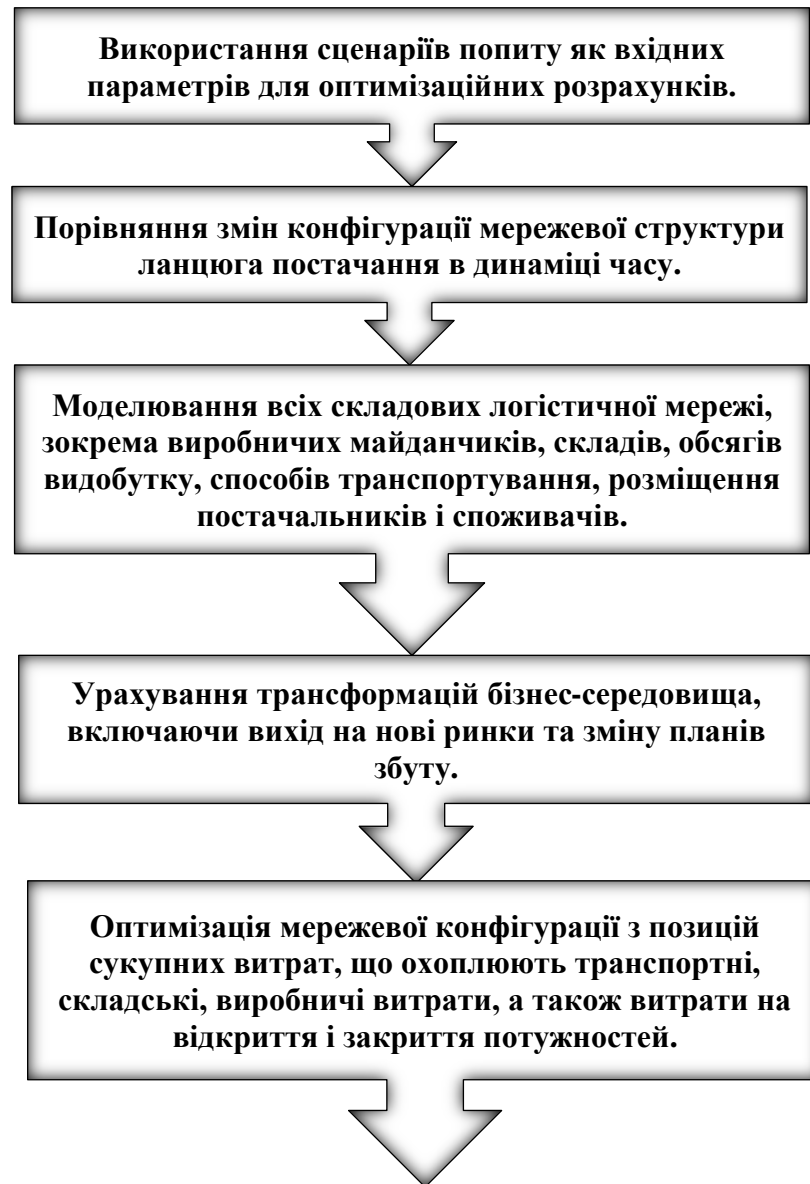 Використання сценаріїв попиту як вхідних
параметрів для оптимізаційних розрахунків.
Порівняння змін конфігурації мережевої структури
ланцюга постачання в динаміці часу.
Моделювання всіх складових логістичної мережі,
зокрема виробничих майданчиків, складів, обсягів
видобутку, способів транспортування, розміщення
постачальників і споживачів.
Урахування трансформацій бізнес-середовища,
включаючи вихід на нові ринки та зміну планів
збуту.
Оптимізація мережевої конфігурації з позицій
сукупних витрат, що охоплюють транспортні,
складські, виробничі витрати, а також витрати на
відкриття і закриття потужностей.